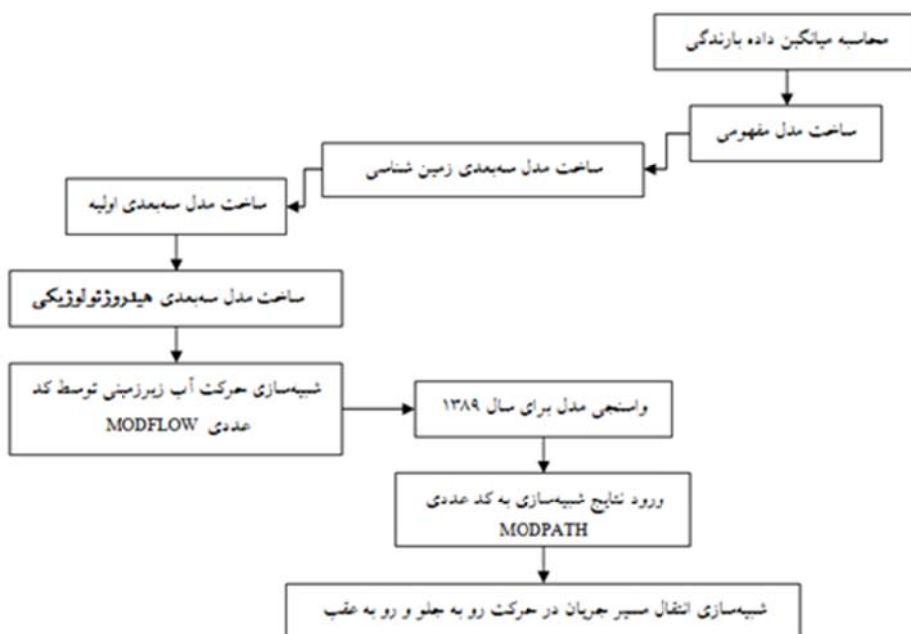 محاسبه میانگین داده بارندگی
ساخت مدل مفهومی
ساخت مدل سه‌بعدی زمین شناسی
ساخت مدل سه‌بعدی اولیه
ساخت مدل سه‌بعدی هیدروژئولوژیکی
شبیه‌سازی حرکت آب زیرزمینی توسط کد
عددی MODFLOW
واسنجی مدل برای سال ۱۳۸۹
ورود نتایج شبیه‌سازی به کد عددی
MODPATH
شبیه‌سازی انتقال مسیر جریان در حرکت رو به جلو و رو به عقب